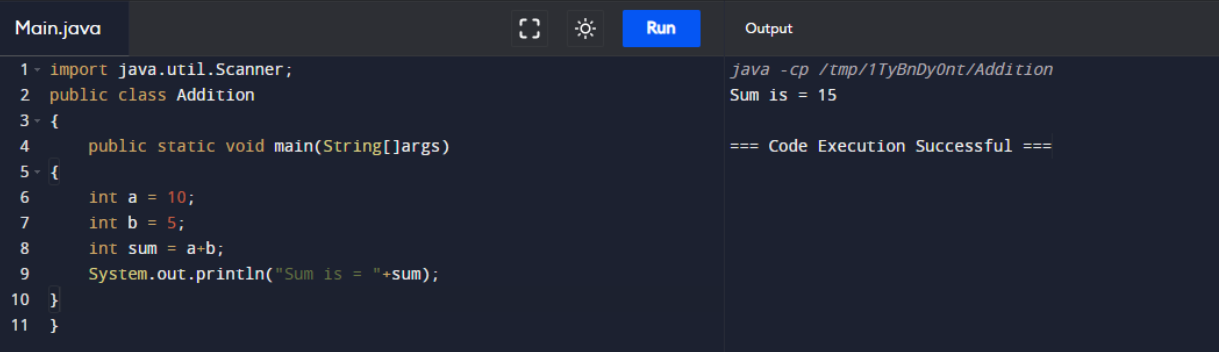 Main.java
Run
Output
1 import java.util.Scanner;
2 public class Addition
3 {
4     public static void main(String[]args)
5 {
6     int a = 10;
7     int b = 5;
8     int sum = a+b;
9     System.out.println("Sum is = "+sum);
10 }
11 }
java -cp /tmp/1TyBnDyOnt/Addition
Sum is = 15
=== Code Execution Successful ===